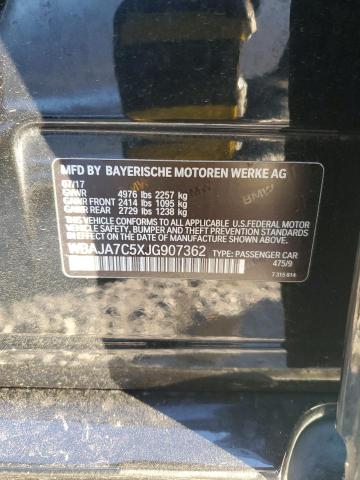 MFD BY BAYERISCHE MOTOREN WERKE AG
07/17
GVWR 4976 lbs 2257 kg
GAWR FRONT 2414 lbs 1095 kg
GAWR REAR 2729 lbs 1238 kg
THIS VEHICLE CONFORMS TO ALL APPLICABLE U.S.FEDERAL MOTOR
VEHICLE SAFETY, BUMPER AND THEFT PREVENTION STANDARDS IN
EFFECT ON THE DATE OF MANUFACTURE SHOWN ABOVE.
WBAJA7C5XJG907362 TYPE: PASSENGER CAR
475/9
7 315 614
BMW